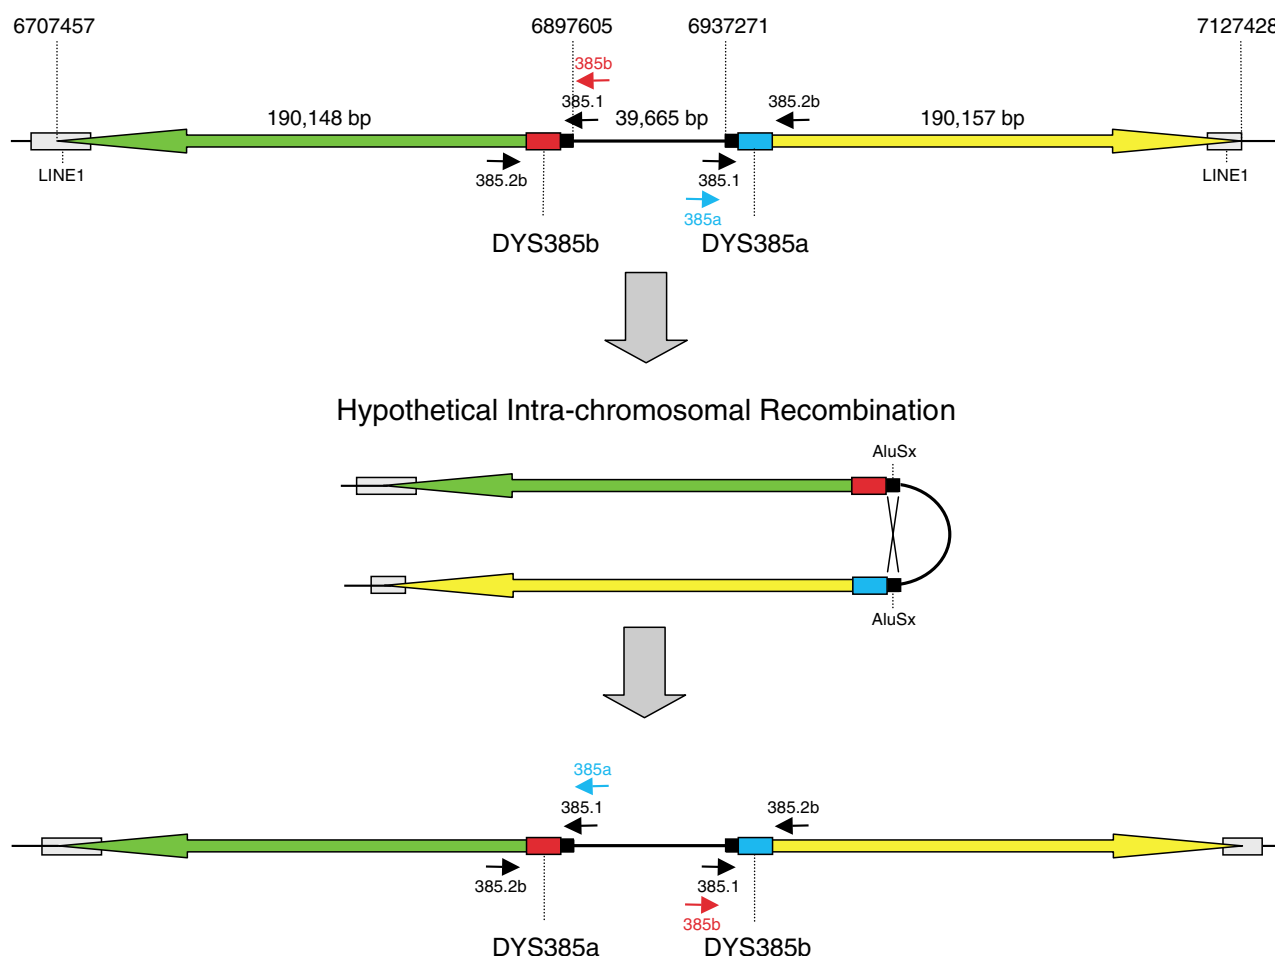 6707457 6897605 6937271 7127428
385b
190,148 bp 385.1 39,665 bp 385.2b 190,157 bp
LINE1 385.2b 385.1 LINE1
385a
DYS385b DYS385a
Hypothetical Intra-chromosomal Recombination
AluSx
AluSx
385a
385.1 385.2b
385.2b 385.1
385b
DYS385a DYS385b